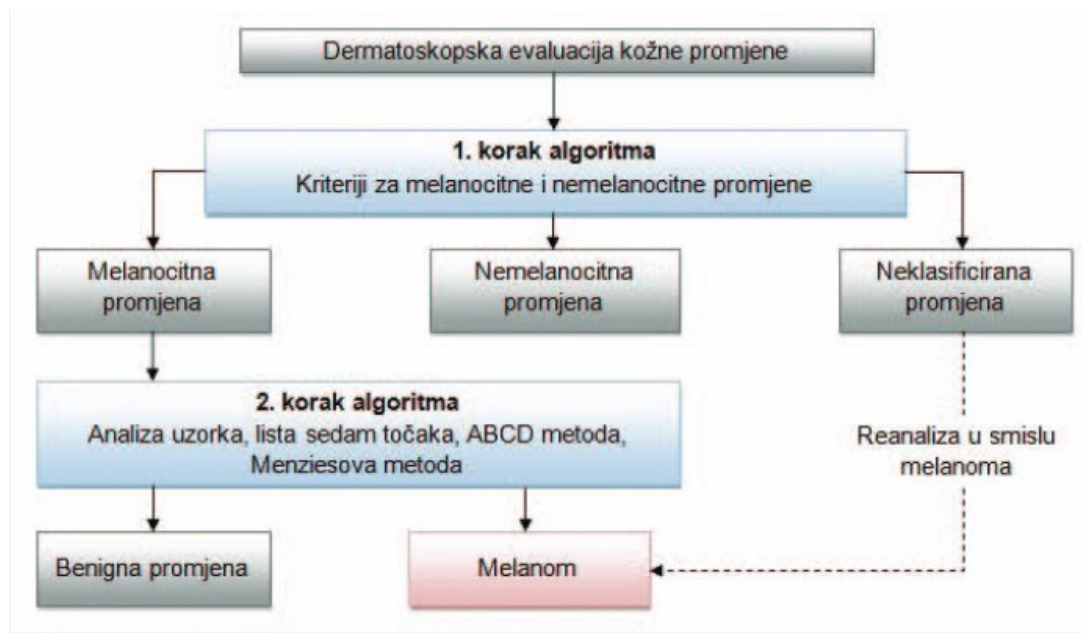 Dermatoskopska evaluacija kožne promjene
1. korak algoritma
Kriteriji za melanocitne i nemelanocitne promjene
Melanocitna
promjena
Nemelanocitna
promjena
Neklasificirana
promjena
2. korak algoritma
Analiza uzorka, lista sedam točaka, ABCD metoda,
Menziesova metoda
Reanaliza u smislu
melanoma
Benigna promjena
Melanom